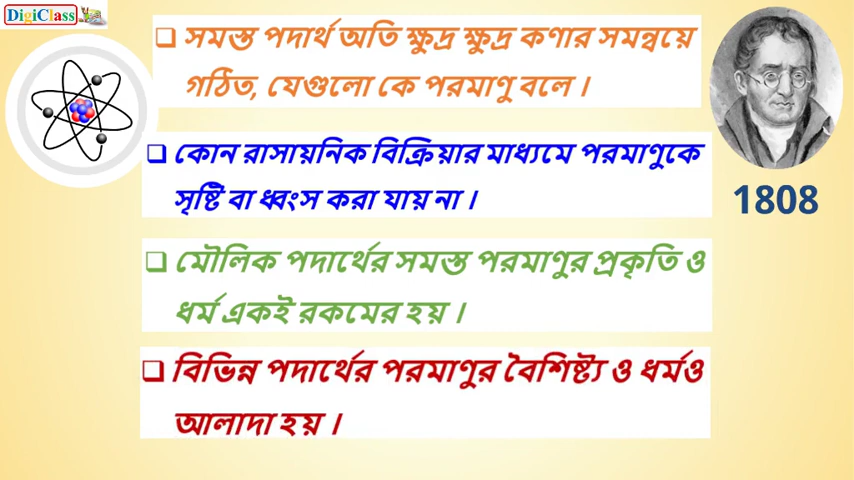 DigiClass
❑ সমস্ত পদার্থ অতি ক্ষুদ্র ক্ষুদ্র কণার সমন্বয়ে
গঠিত, যেগুলো কে পরমাণু বলে ।
❑ কোন রাসায়নিক বিক্রিয়ার মাধ্যমে পরমাণুকে
সৃষ্টি বা ধ্বংস করা যায় না ।
1808
❑ মৌলিক পদার্থের সমস্ত পরমাণুর প্রকৃতি ও
ধর্ম একই রকমের হয় ।
❑ বিভিন্ন পদার্থের পরমাণুর বৈশিষ্ট্য ও ধর্মও
আলাদা হয় ।